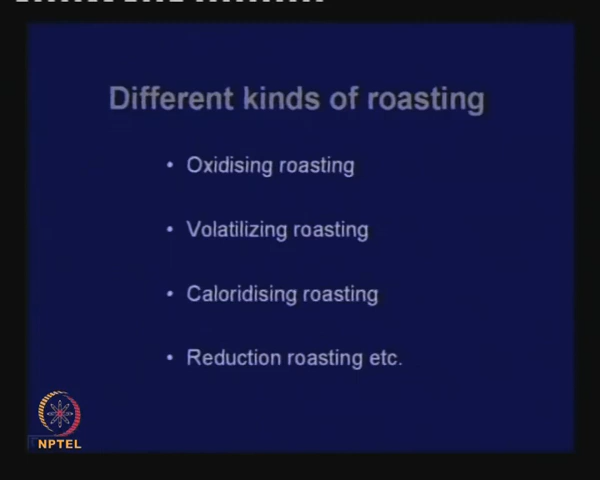 Different kinds of roasting
• Oxidising roasting
• Volatilizing roasting
• Caloridising roasting
• Reduction roasting etc.
NPTEL